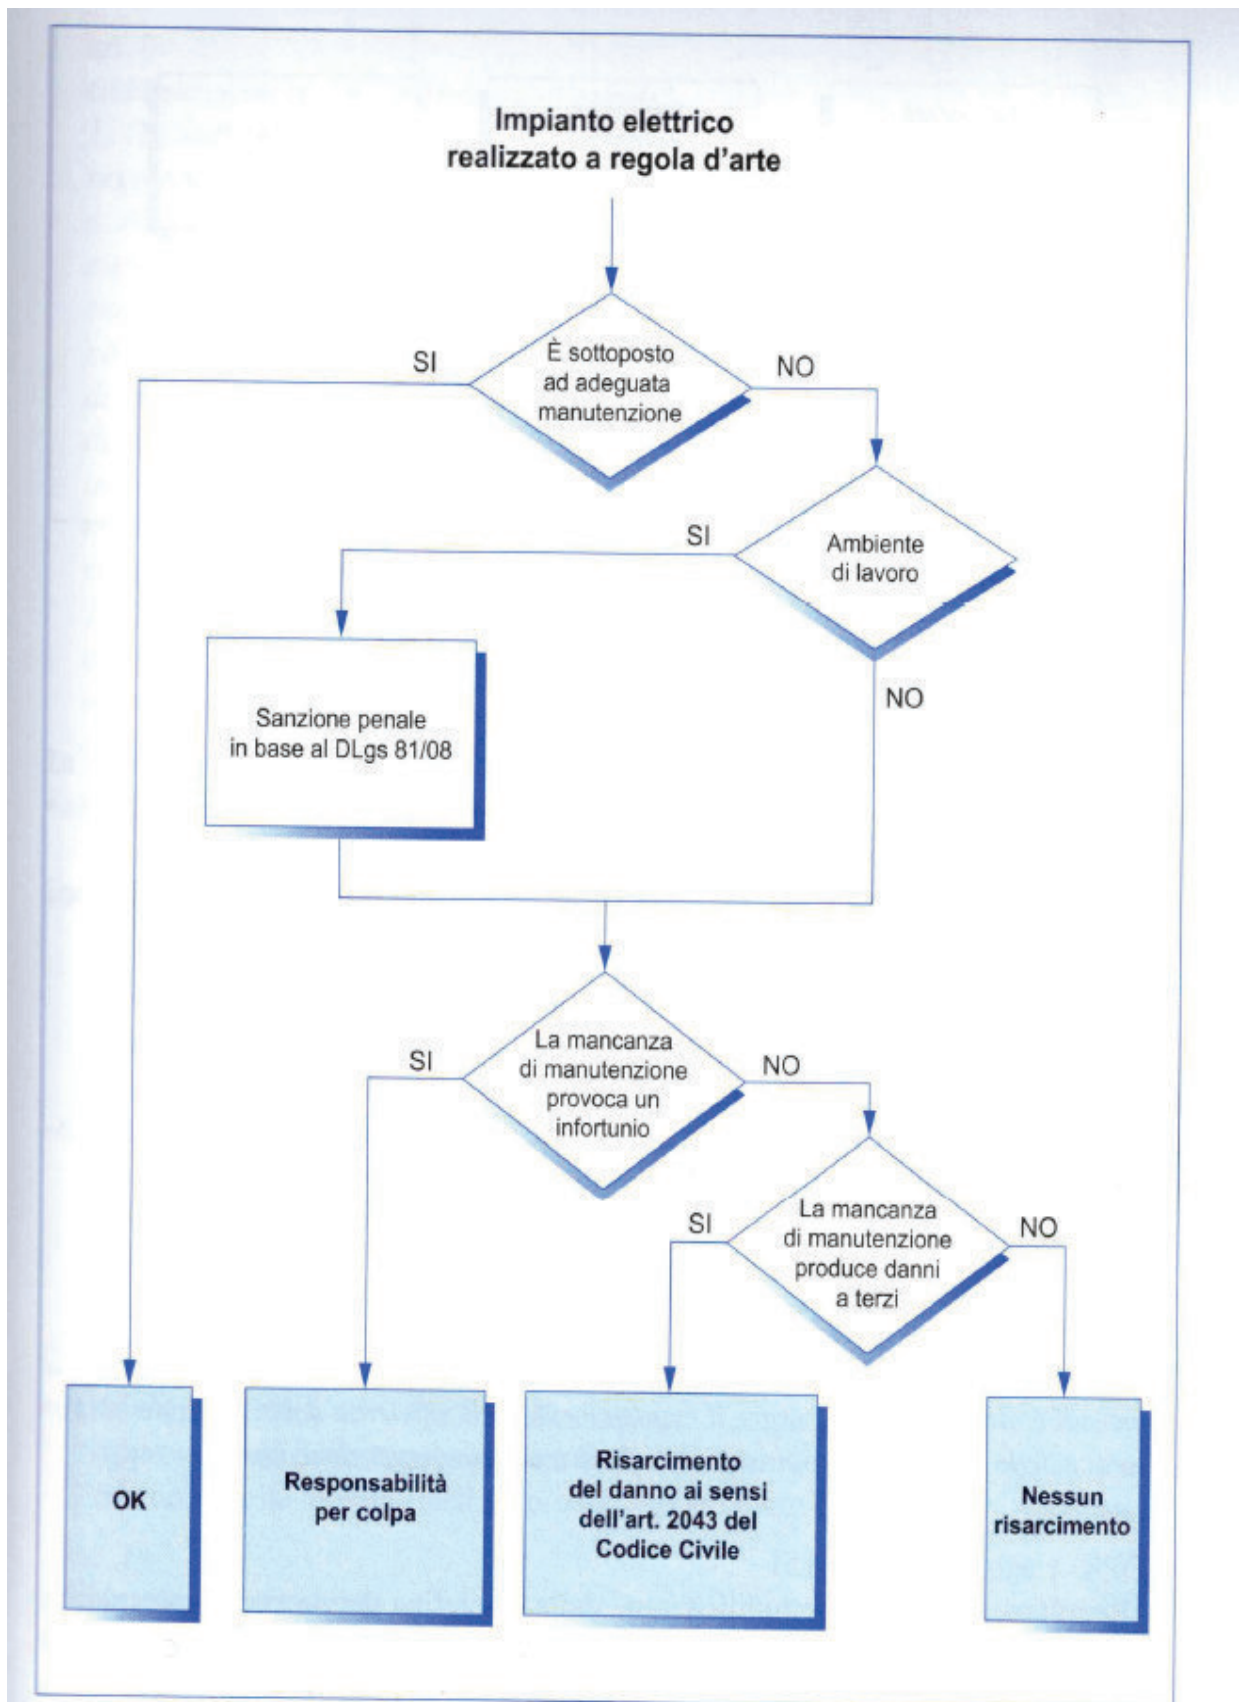 Impianto elettrico
realizzato a regola d'arte
SI
È sottoposto
ad adeguata
manutenzione
NO
SI
Ambiente
di lavoro
NO
Sanzione penale
in base al DLgs 81/08
SI
La mancanza
di manutenzione
provoca un
infortunio
NO
SI
La mancanza
di manutenzione
produce danni
a terzi
NO
OK
Responsabilità
per colpa
Risarcimento
del danno ai sensi
dell'art. 2043 del
Codice Civile
Nessun
risarcimento